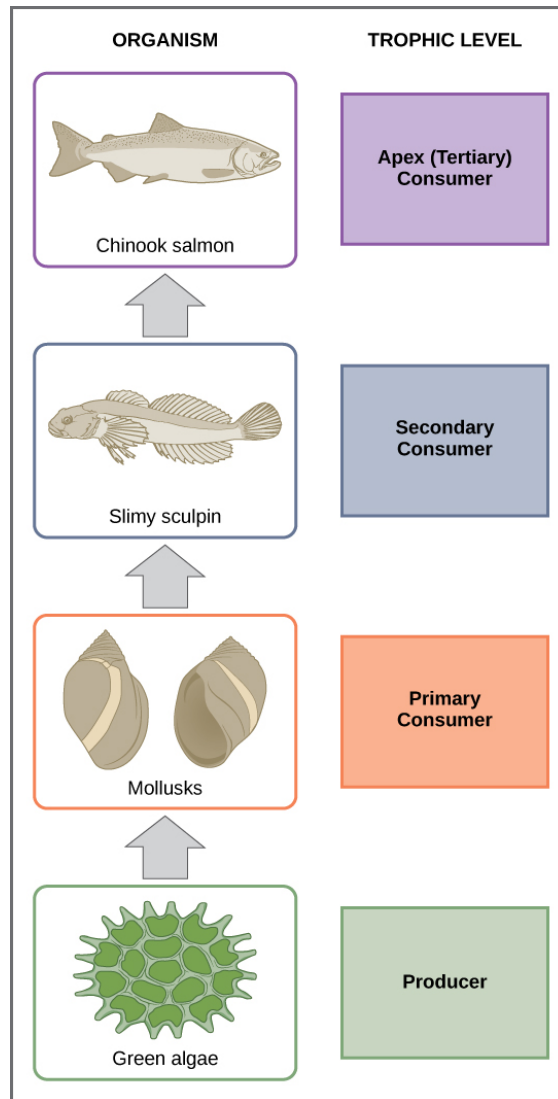 ORGANISM
TROPHIC LEVEL
Chinook salmon
Apex (Tertiary)
Consumer
Slimy sculpin
Secondary
Consumer
Mollusks
Primary
Consumer
Green algae
Producer